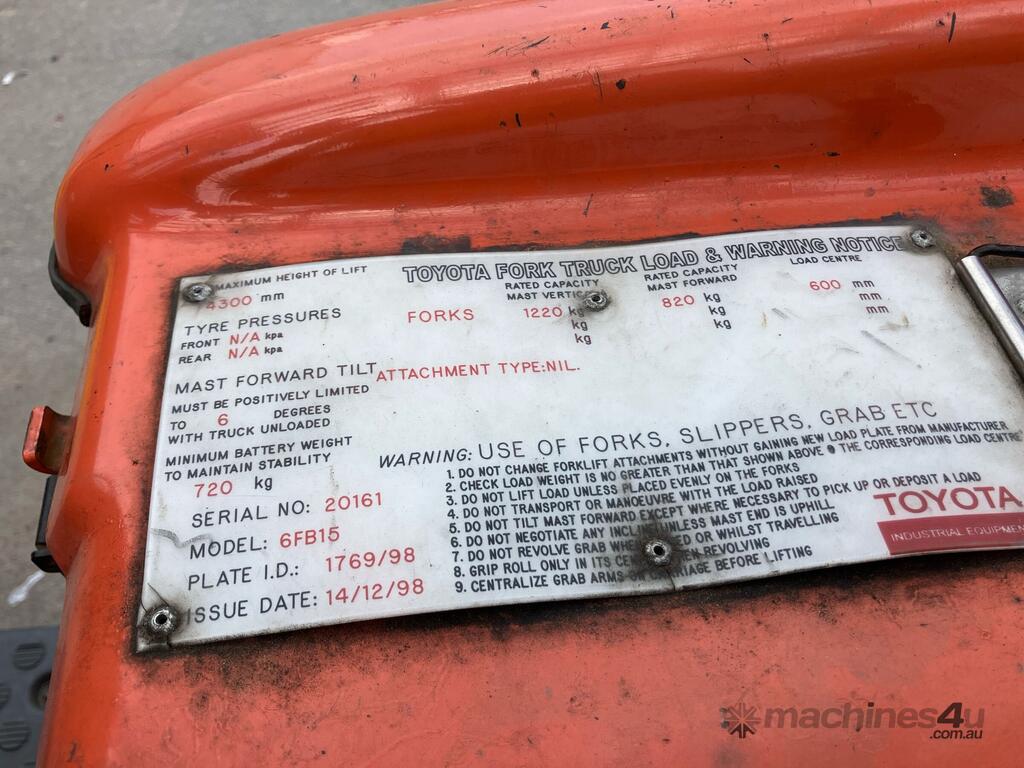 TOYOTA FORK TRUCK LOAD & WARNING NOTICE
MAXIMUM HEIGHT OF LIFT
4300 mm
RATED CAPACITY
MAST
RATED CAPACITY
MAST FORWARD
LOAD CENTRE
FORKS 1220 kg 820 kg 600 mm
kg kg mm
kg kg mm
TYRE PRESSURES
FRONT N/A kpa
REAR N/A kpa
MAST FORWARD TILT
MUST BE POSITIVELY LIMITED
TO 6 DEGREES
WITH TRUCK UNLOADED
ATTACHMENT TYPE:NIL.
MINIMUM BATTERY WEIGHT
TO MAINTAIN STABILITY
720 kg
SERIAL NO: 20161
MODEL: 6FB15
PLATE I.D.: 1769/98
ISSUE DATE: 14/12/98
WARNING: USE OF FORKS, SLIPPERS, GRAB ETC
1. DO NOT CHANGE FORKLIFT ATTACHMENTS WITHOUT GAINING NEW LOAD PLATE FROM MANUFACTURER
2. CHECK LOAD WEIGHT IS NO GREATER THAN THAT SHOWN ABOVE @ THE CORRESPONDING LOAD CENTRE
3. DO NOT LIFT LOAD UNLESS PLACED EVENLY ON THE FORKS
4. DO NOT TRANSPORT OR MANOEUVRE WITH THE LOAD RAISED
5. DO NOT TILT MAST FORWARD EXCEPT WHERE NECESSARY TO PICK UP OR DEPOSIT A LOAD
6. DO NOT NEGOTIATE ANY UNLESS MAST END IS UPHILL
7. DO NOT REVOLVE GRAB OR WHILST TRAVELLING
8. GRIP ROLL ONLY IN ITS REVOLVING
9. CENTRALIZE GRAB ARMS BEFORE LIFTING
TOYOTA
INDUSTRIAL EQUIPMENT
machines4u
.com.au